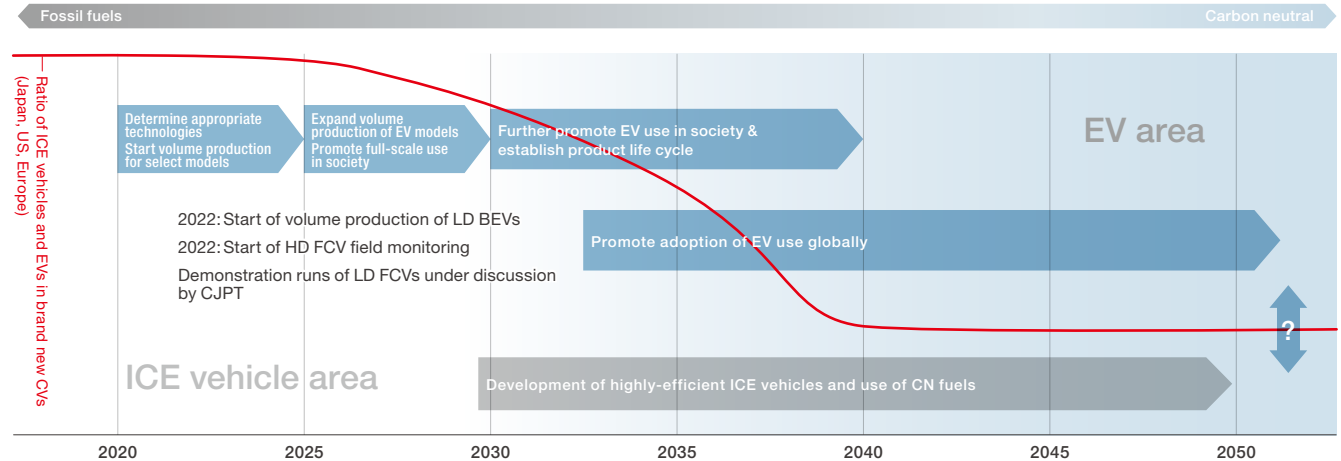 Fossil fuels
Carbon neutral
Ratio of ICE vehicles and EVs in brand new CVs
(Japan, US, Europe)
Determine appropriate
technologies
Start volume production
for select models
Expand volume
production of EV models
Promote full-scale use
in society
Further promote EV use in society &
establish product life cycle
EV area
2022: Start of volume production of LD BEVs
2022: Start of HD FCV field monitoring
Demonstration runs of LD FCVs under discussion
by CJPT
Promote adoption of EV use globally
?
ICE vehicle area
Development of highly-efficient ICE vehicles and use of CN fuels
2020
2025
2030
2035
2040
2045
2050